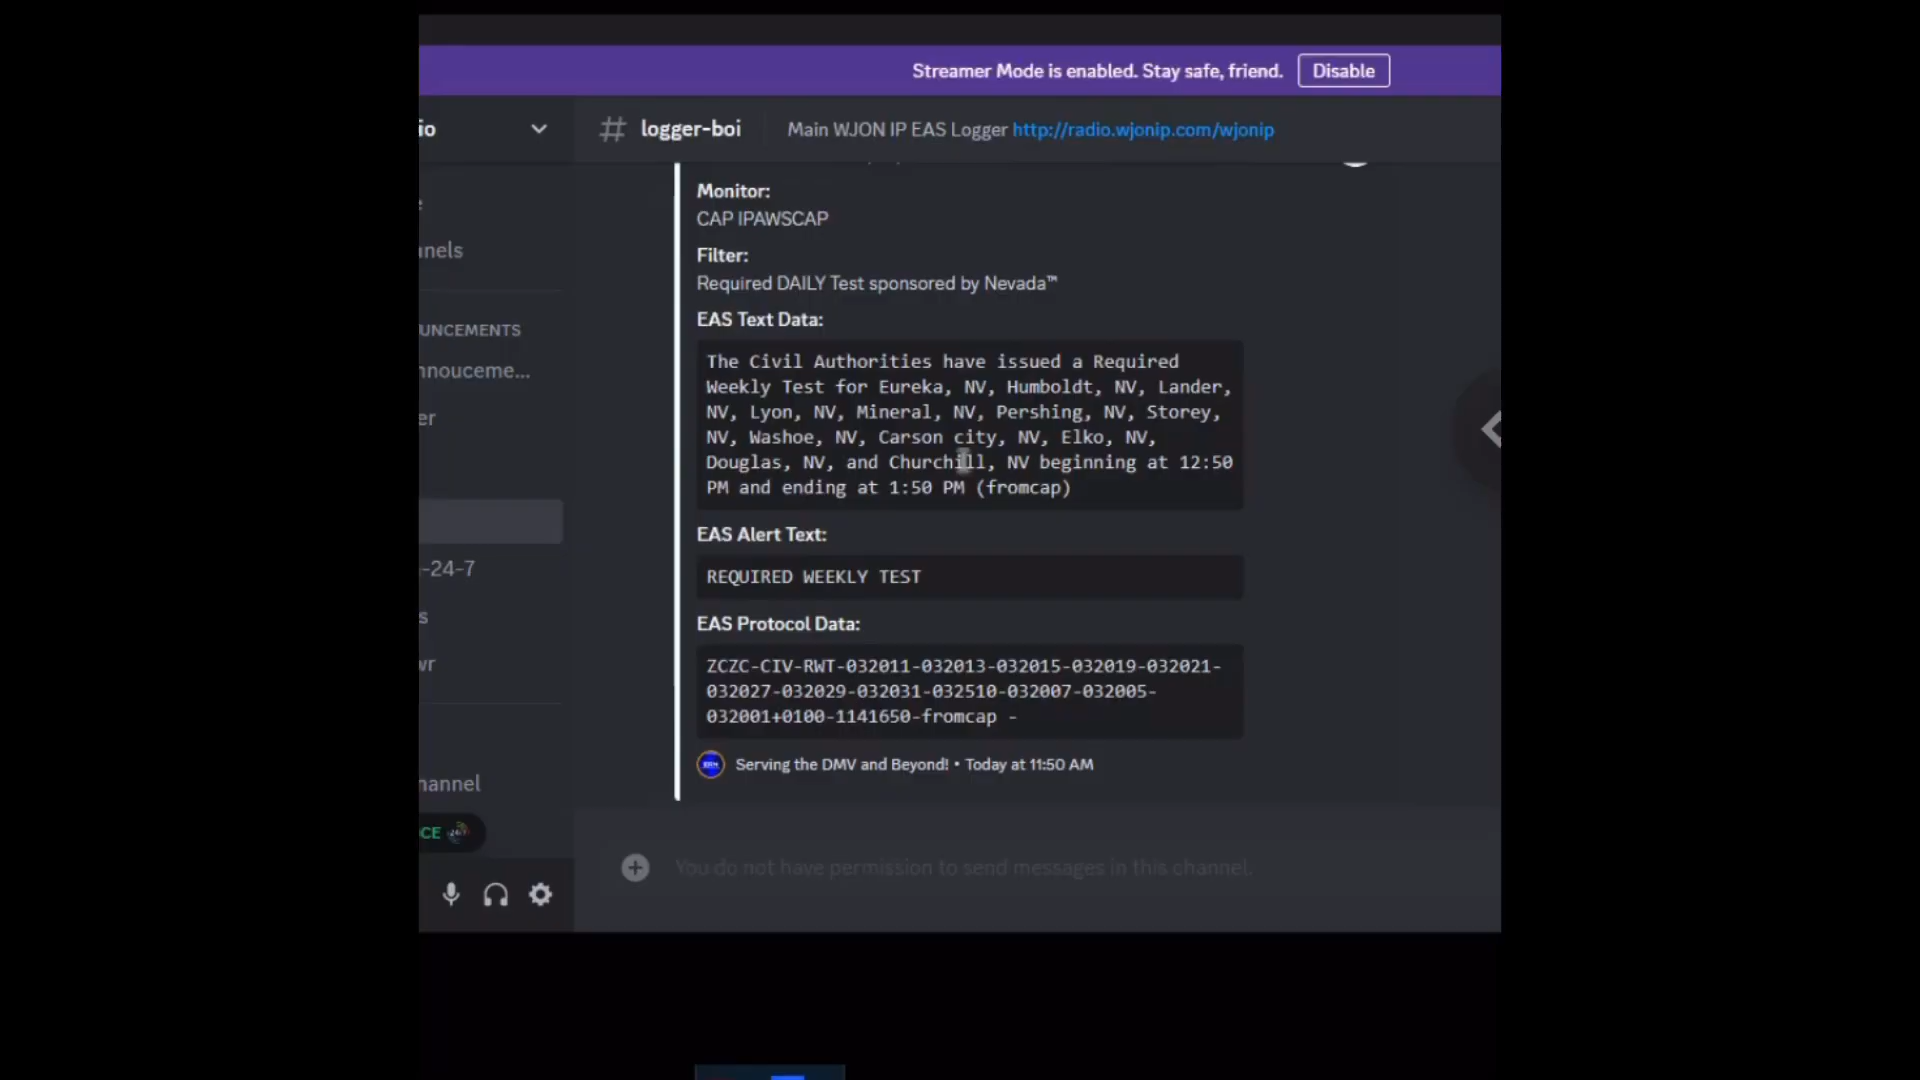 Streamer Mode is enabled. Stay safe, friend. Disable
io
logger-boi Main WJON IP EAS Logger http://radio.wjonip.com/wjonip
Monitor:
CAP IPAWSCAP
Filter:
Required DAILY Test sponsored by Nevada™
EAS Text Data:
The Civil Authorities have issued a Required
Weekly Test for Eureka, NV, Humboldt, NV, Lander,
NV, Lyon, NV, Mineral, NV, Pershing, NV, Storey,
NV, Washoe, NV, Carson city, NV, Elko, NV,
Douglas, NV, and Churchill, NV beginning at 12:50
PM and ending at 1:50 PM (fromcap)
EAS Alert Text:
REQUIRED WEEKLY TEST
EAS Protocol Data:
ZCZC-CIV-RWT-032011-032013-032015-032019-032021-
032027-032029-032031-032510-032007-032005-
032001+0100-1141650-fromcap -
Serving the DMV and Beyond! • Today at 11:50 AM
You do not have permission to send messages in this channel.
nels
UNCEMENTS
nnouceme...
er
-24-7
s
wr
hannel
CE